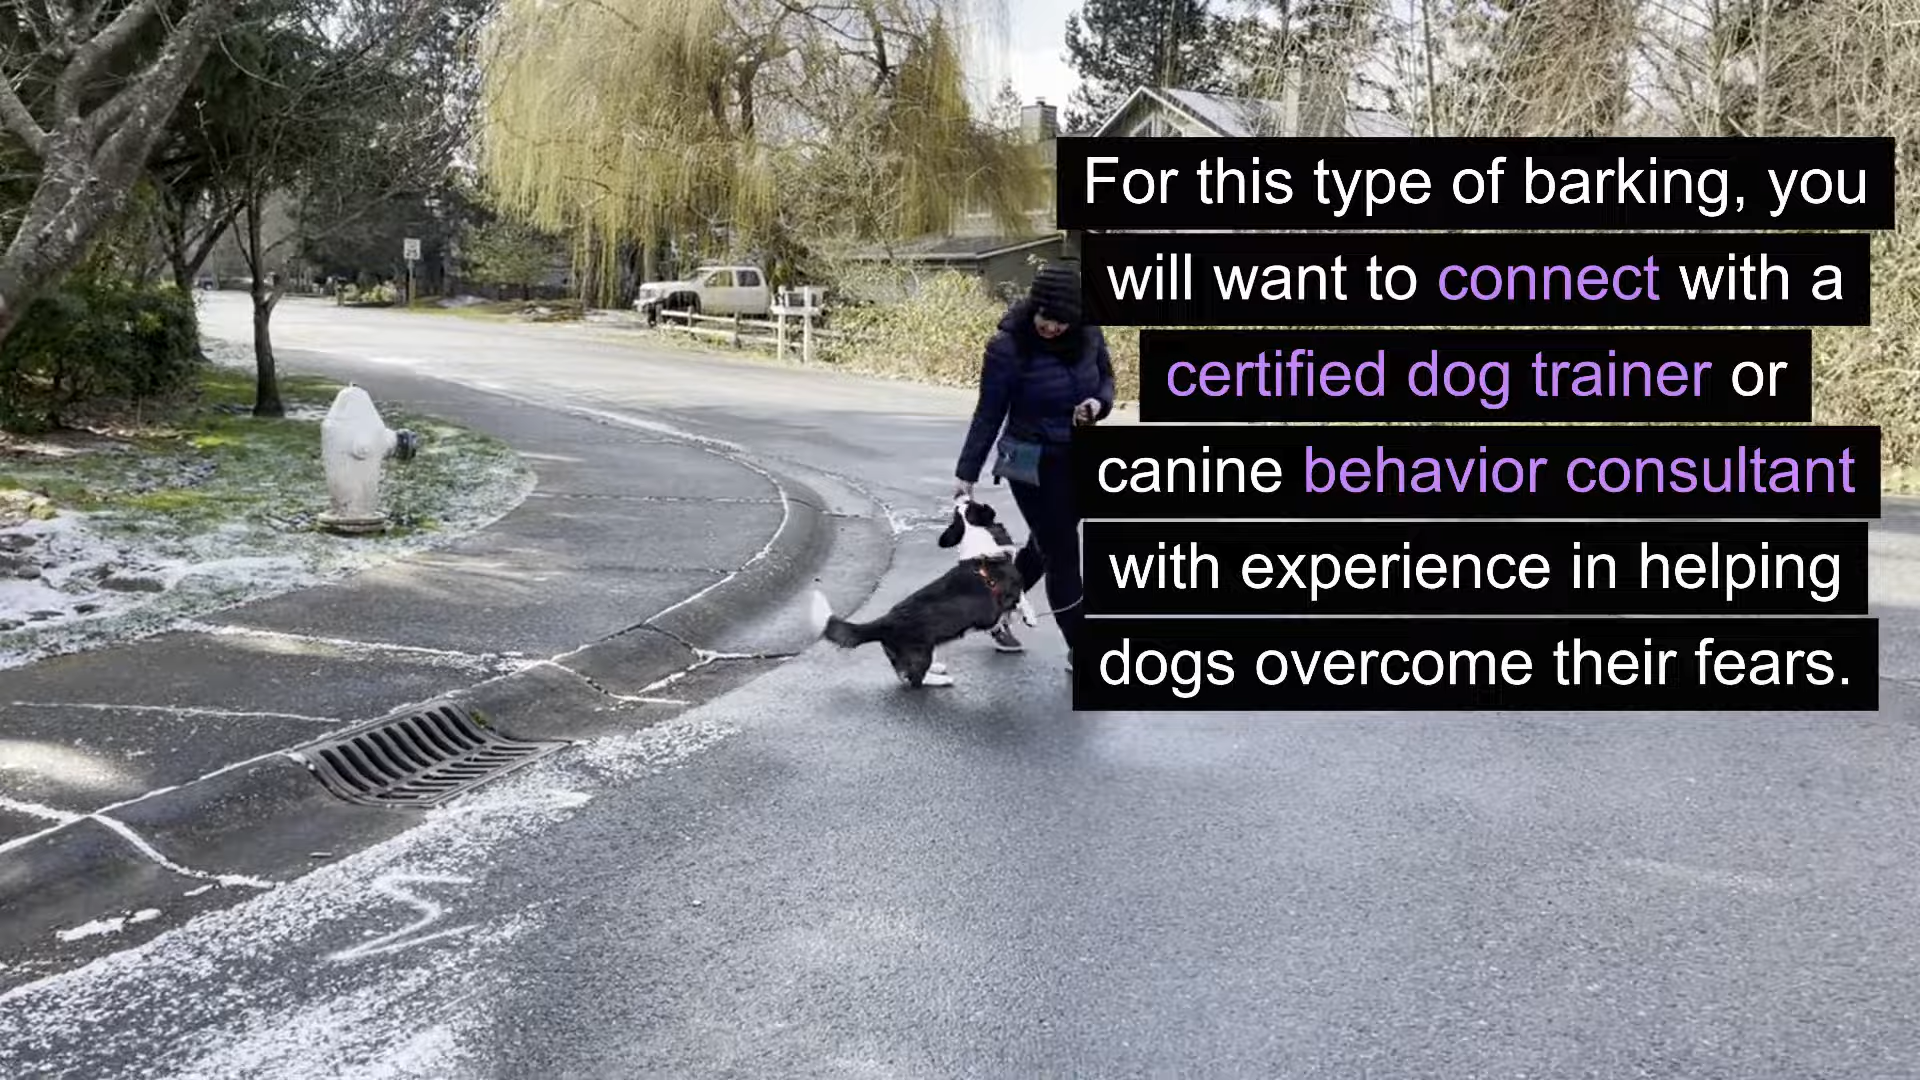 For this type of barking, you
will want to connect with a
certified dog trainer or
canine behavior consultant
with experience in helping
dogs overcome their fears.